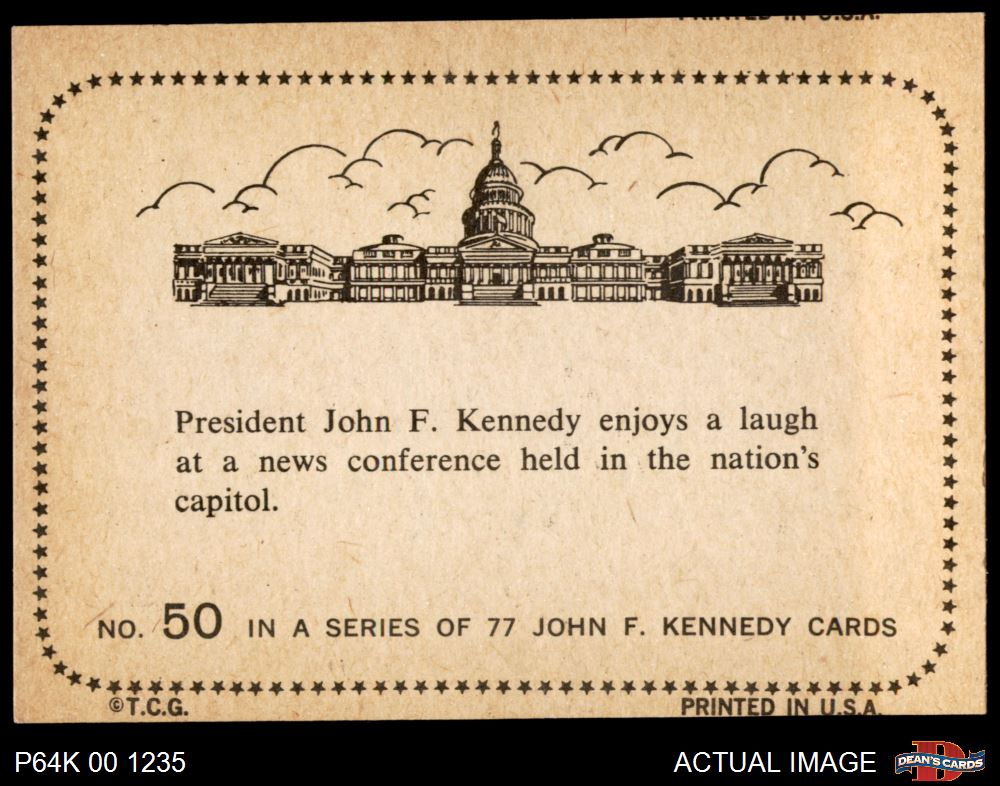 PRINTED IN U.S.A.
President John F. Kennedy enjoys a laugh
at a news conference held in the nation's
capitol.
NO. 50 IN A SERIES OF 77 JOHN F. KENNEDY CARDS
©T.C.G. PRINTED IN U.S.A.
P64K 00 1235 ACTUAL IMAGE DEAN'S CARDS